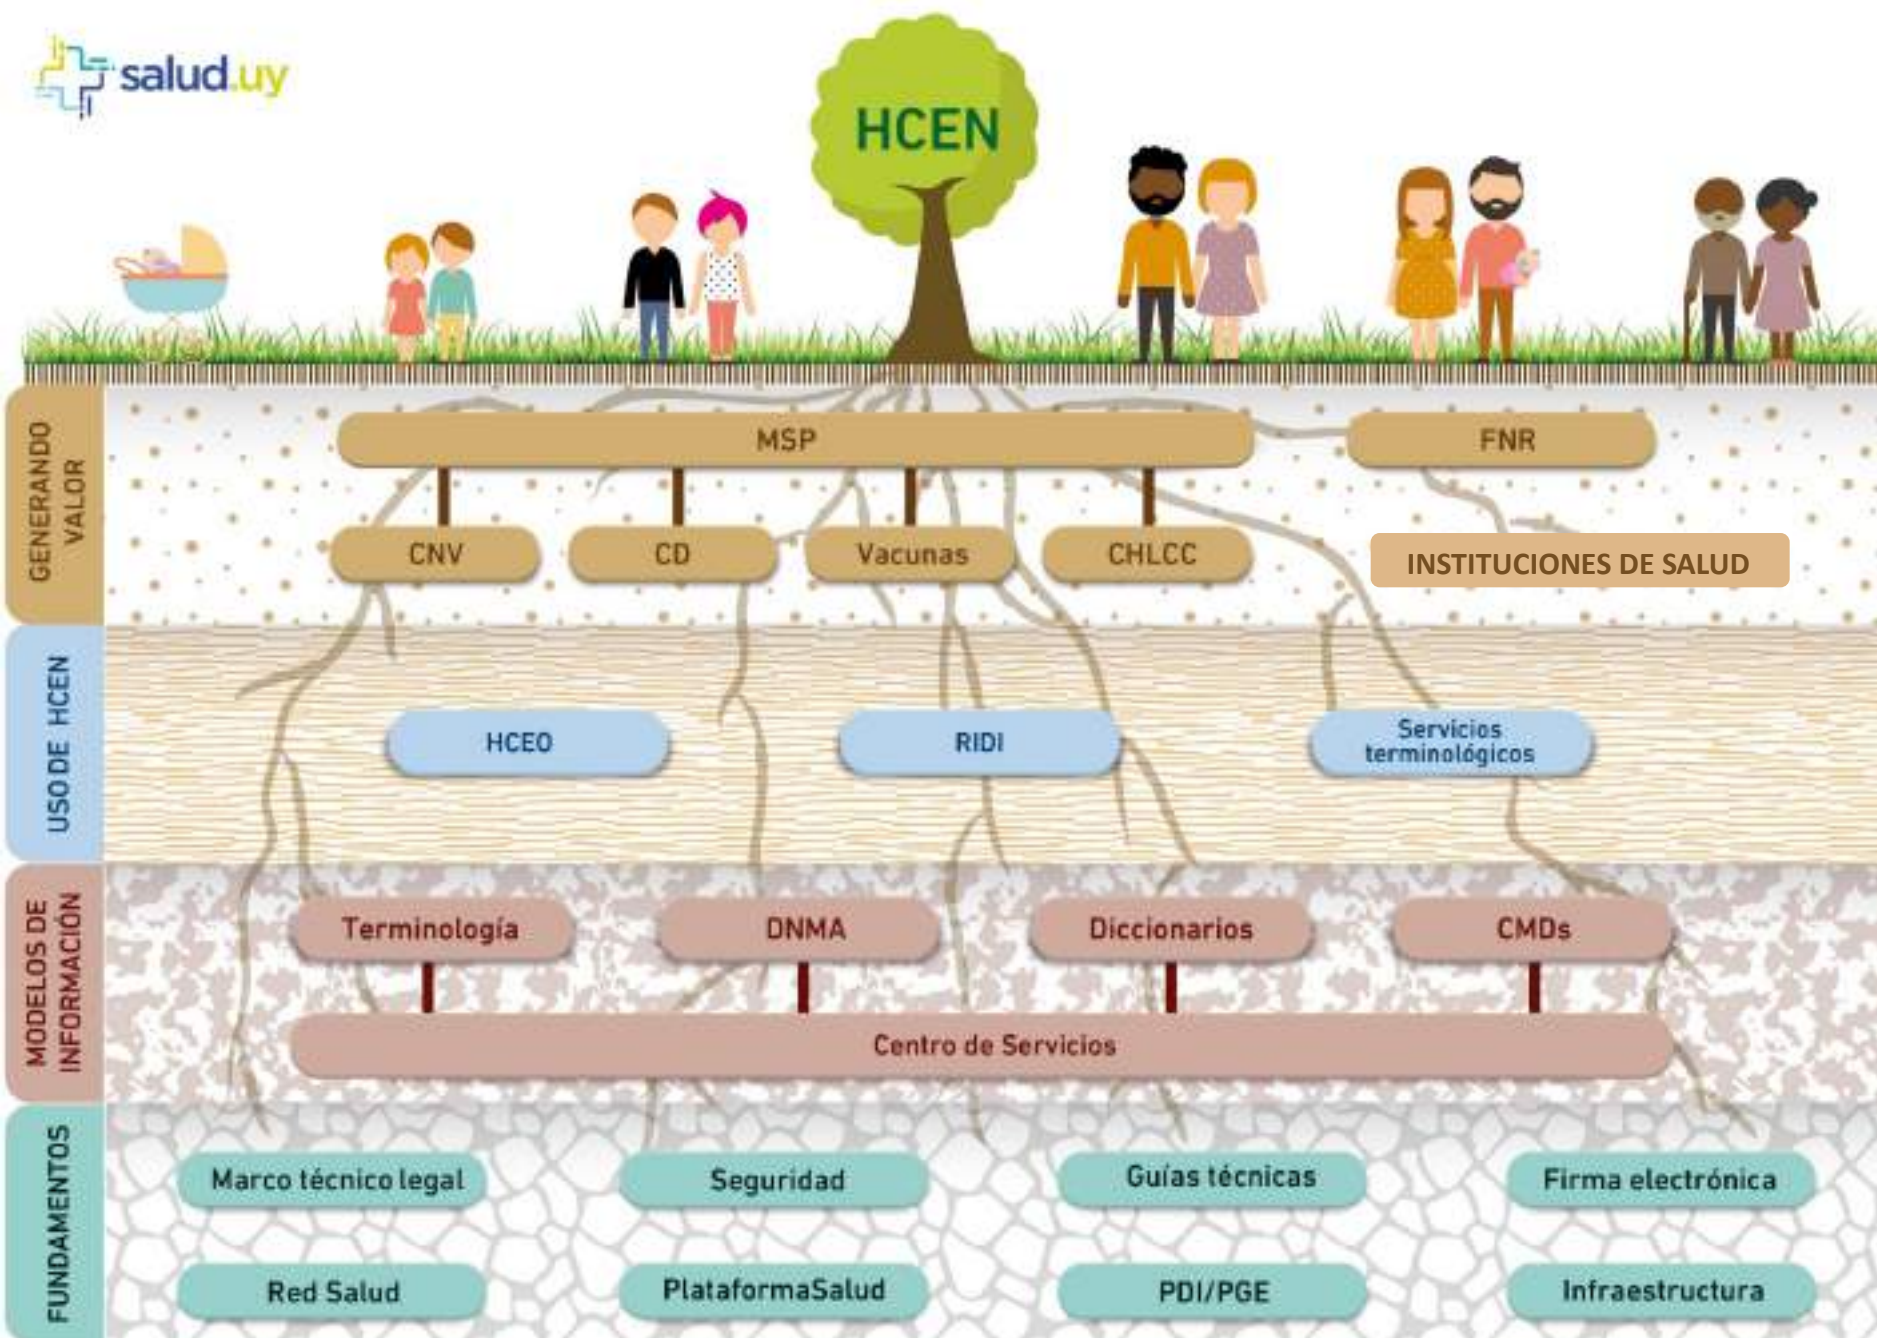 salud.uy
HCEN
GENERANDO
VALOR
MSP
FNR
CNV
CD
Vacunas
CHLCC
INSTITUCIONES DE SALUD
USO DE HCEN
HCEO
RIDI
Servicios
terminológicos
MODELOS DE
INFORMACIÓN
Terminología
DNMA
Diccionarios
CMDs
Centro de Servicios
FUNDAMENTOS
Marco técnico legal
Seguridad
Guías técnicas
Firma electrónica
Red Salud
PlataformaSalud
PDI/PGE
Infraestructura